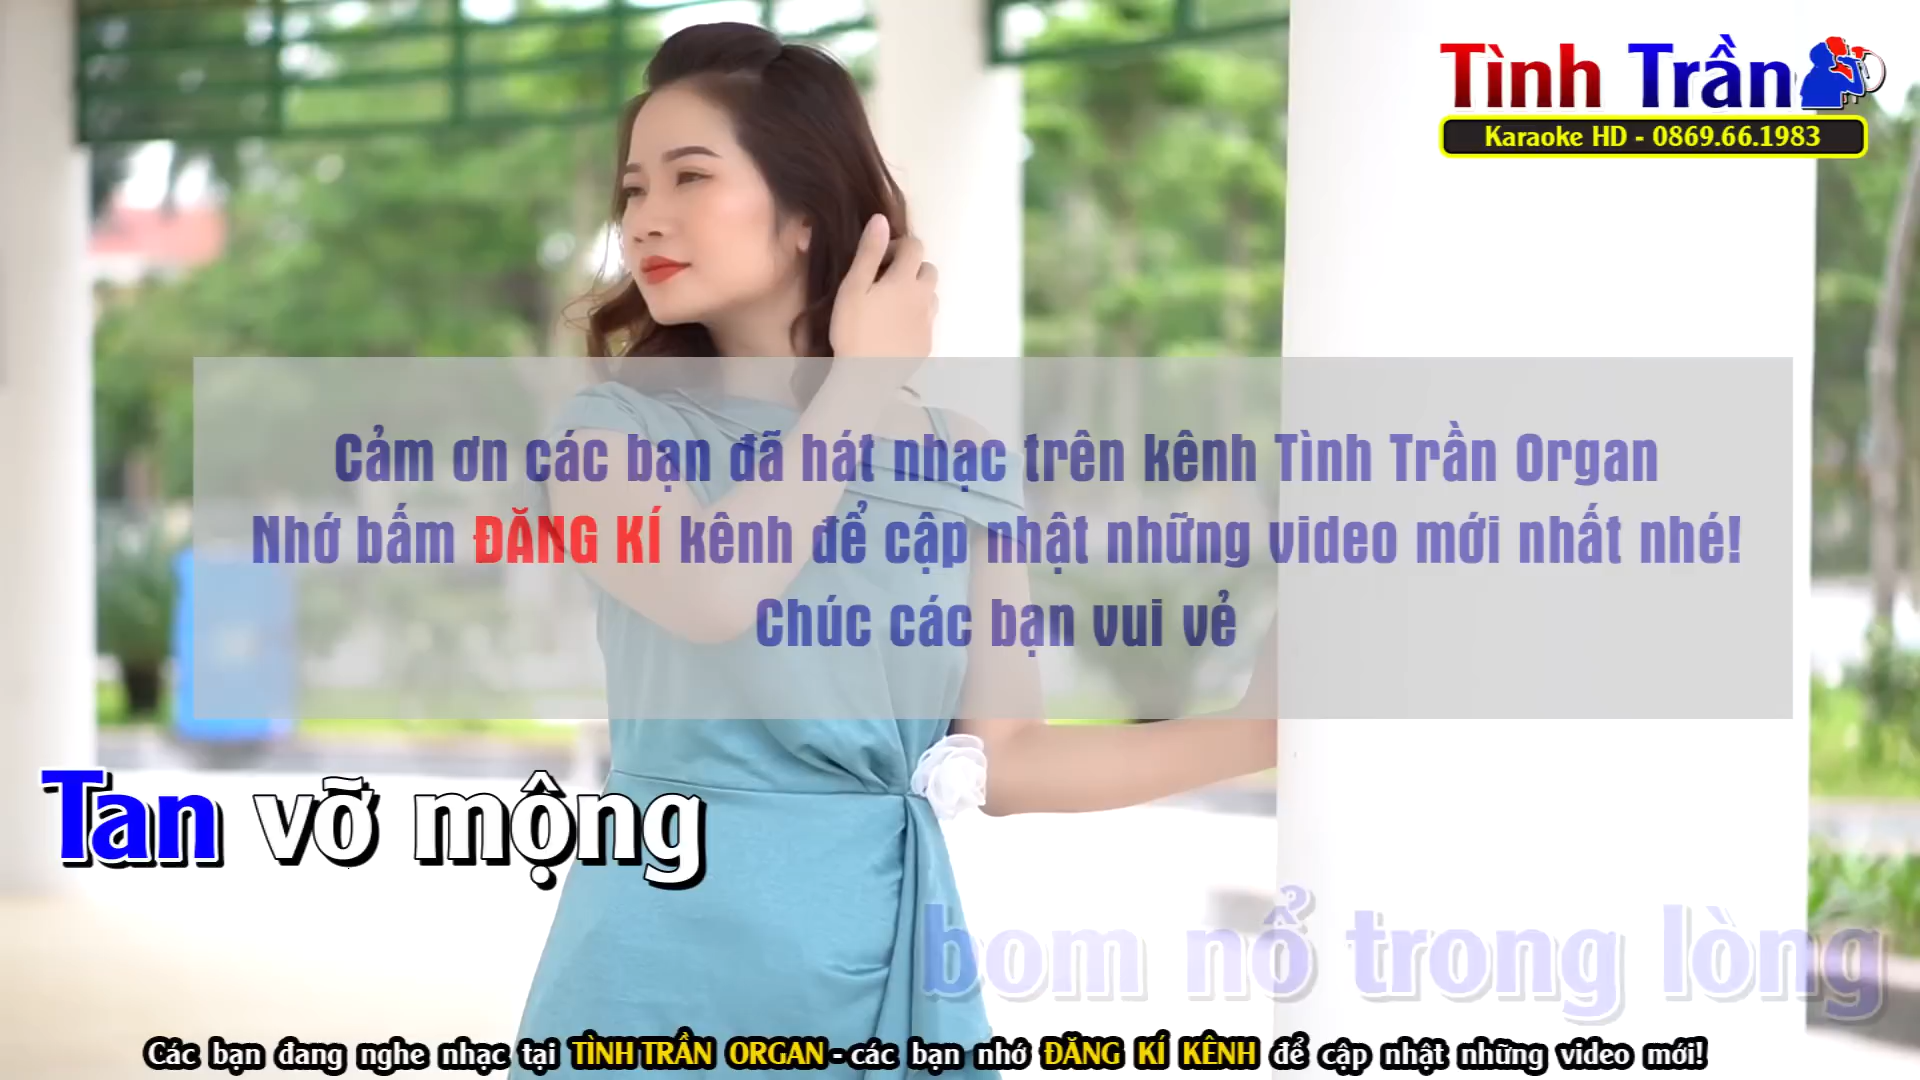 Tình Trần
Karaoke HD - 0869.66.1983
Cảm ơn các bạn đã hát nhạc trên kênh Tình Trần Organ
Nhớ bấm ĐĂNG KÍ kênh để cập nhật những video mới nhất nhé!
Chúc các bạn vui vẻ
Tan vỡ mộng
bom nổ trong lòng
Các bạn đang nghe nhạc tại TÌNH TRẦN ORGAN - các bạn nhớ ĐĂNG KÍ KÊNH để cập nhật những video mới!